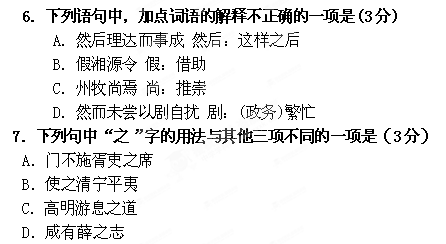 6. 下列语句中，加点词语的解释不正确的一项是(3分)
A. 然后理达而事成 然后：这样之后
B. 假湘源令 假：借助
C. 州牧尚焉 尚：推崇
D. 然而未尝以剧自扰 剧：(政务)繁忙
7. 下列句中“之 ”字的用法与其他三项不同的一项是（3分）
A. 门不施胥吏之席
B. 使之清宁平夷
C. 高明游息之道
D. 咸有薛之志